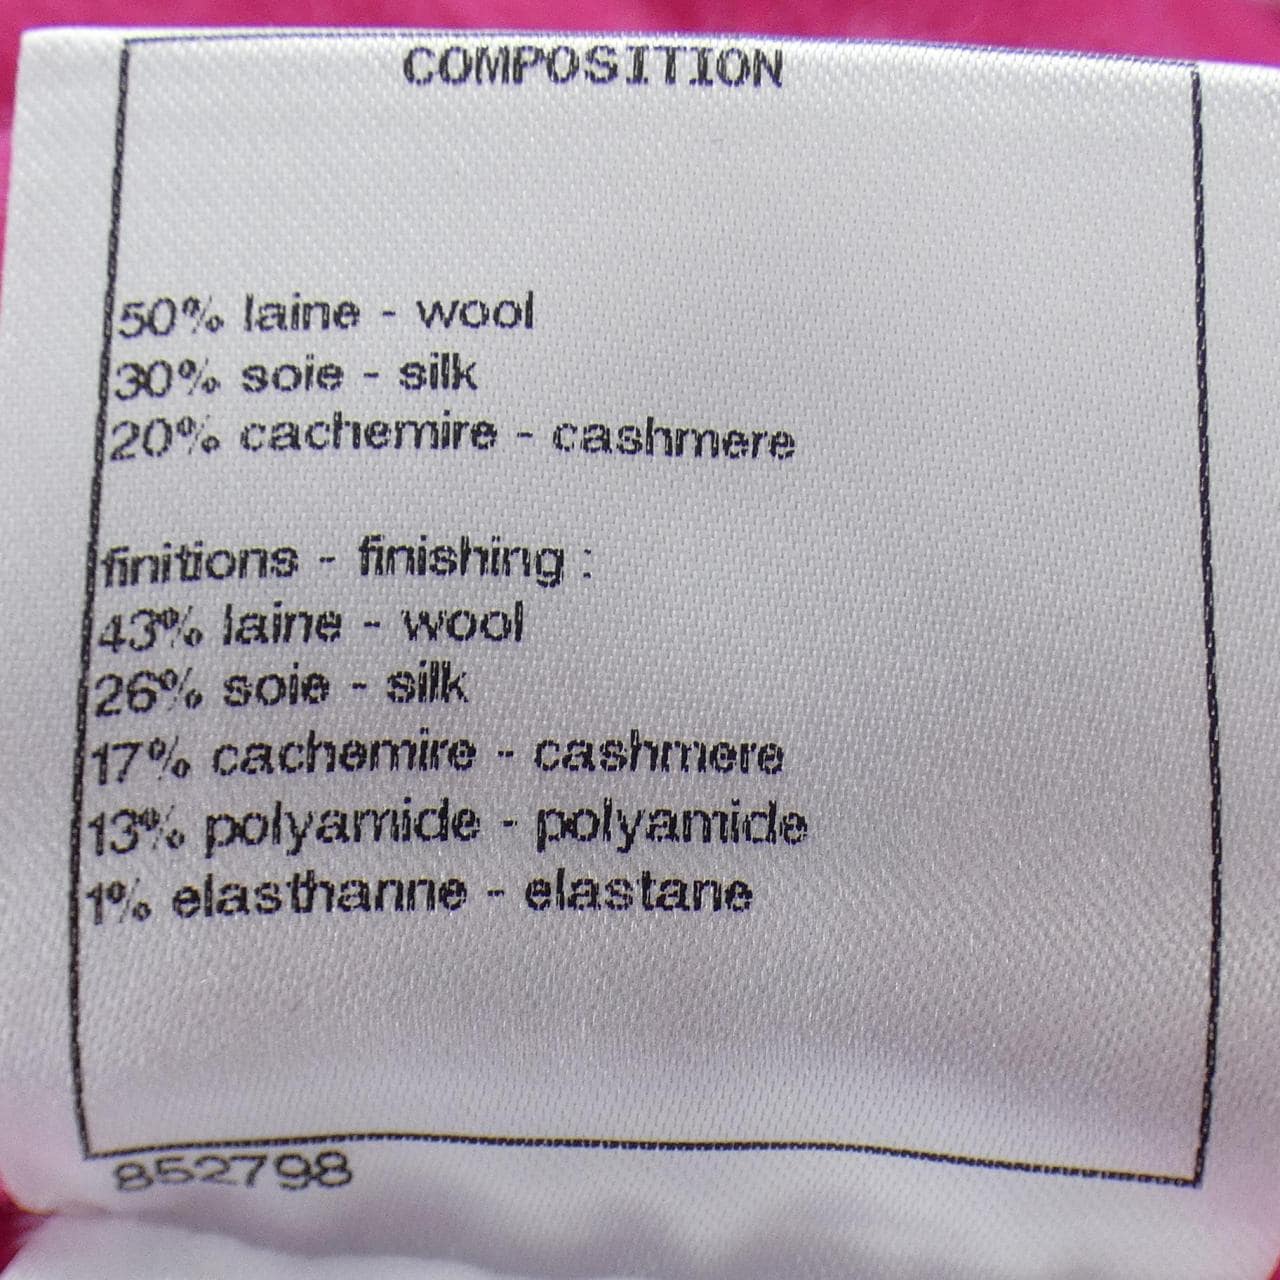 COMPOSITION
50% laine - wool
30% soie - silk
20% cachemire - cashmere
finitions - finishing :
43% laine - wool
26% soie - silk
17% cachemire - cashmere
13% polyamide - polyamide
1% elasthanne - elastane
852798